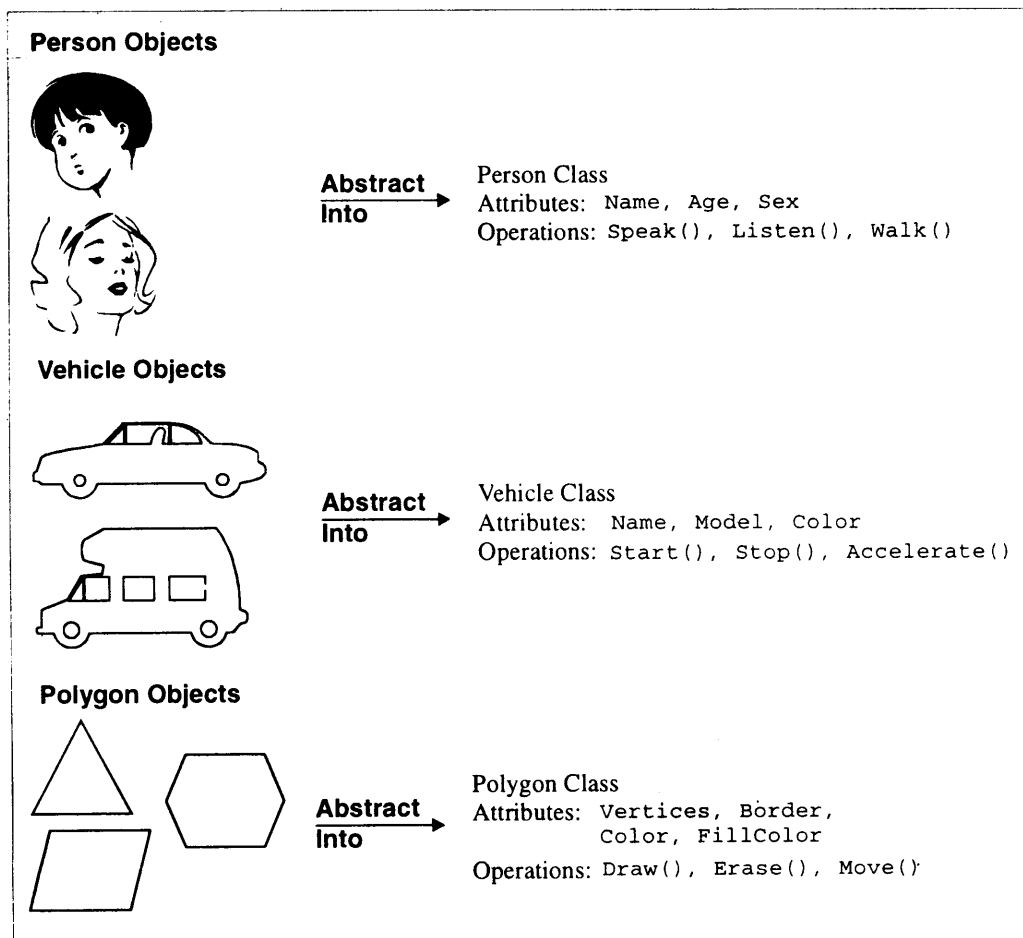 Person Objects
Abstract
Into
Person Class
Attributes: Name, Age, Sex
Operations: Speak(), Listen(), Walk()
Vehicle Objects
Abstract
Into
Vehicle Class
Attributes: Name, Model, Color
Operations: Start(), Stop(), Accelerate()
Polygon Objects
Abstract
Into
Polygon Class
Attributes: Vertices, Border,
Color, FillColor
Operations: Draw(), Erase(), Move()